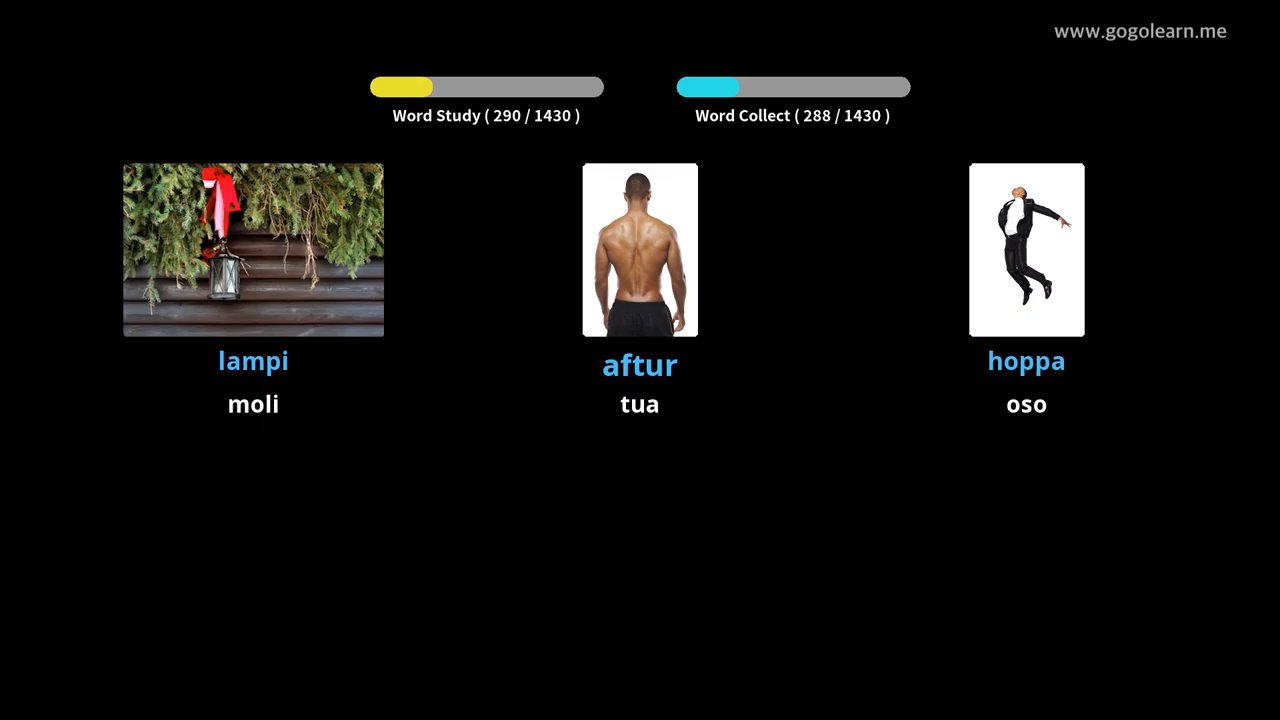 www.gogolearn.me
Word Study ( 290 / 1430 )
Word Collect ( 288 / 1430 )
lampi
aftur
hoppa
moli
tua
oso